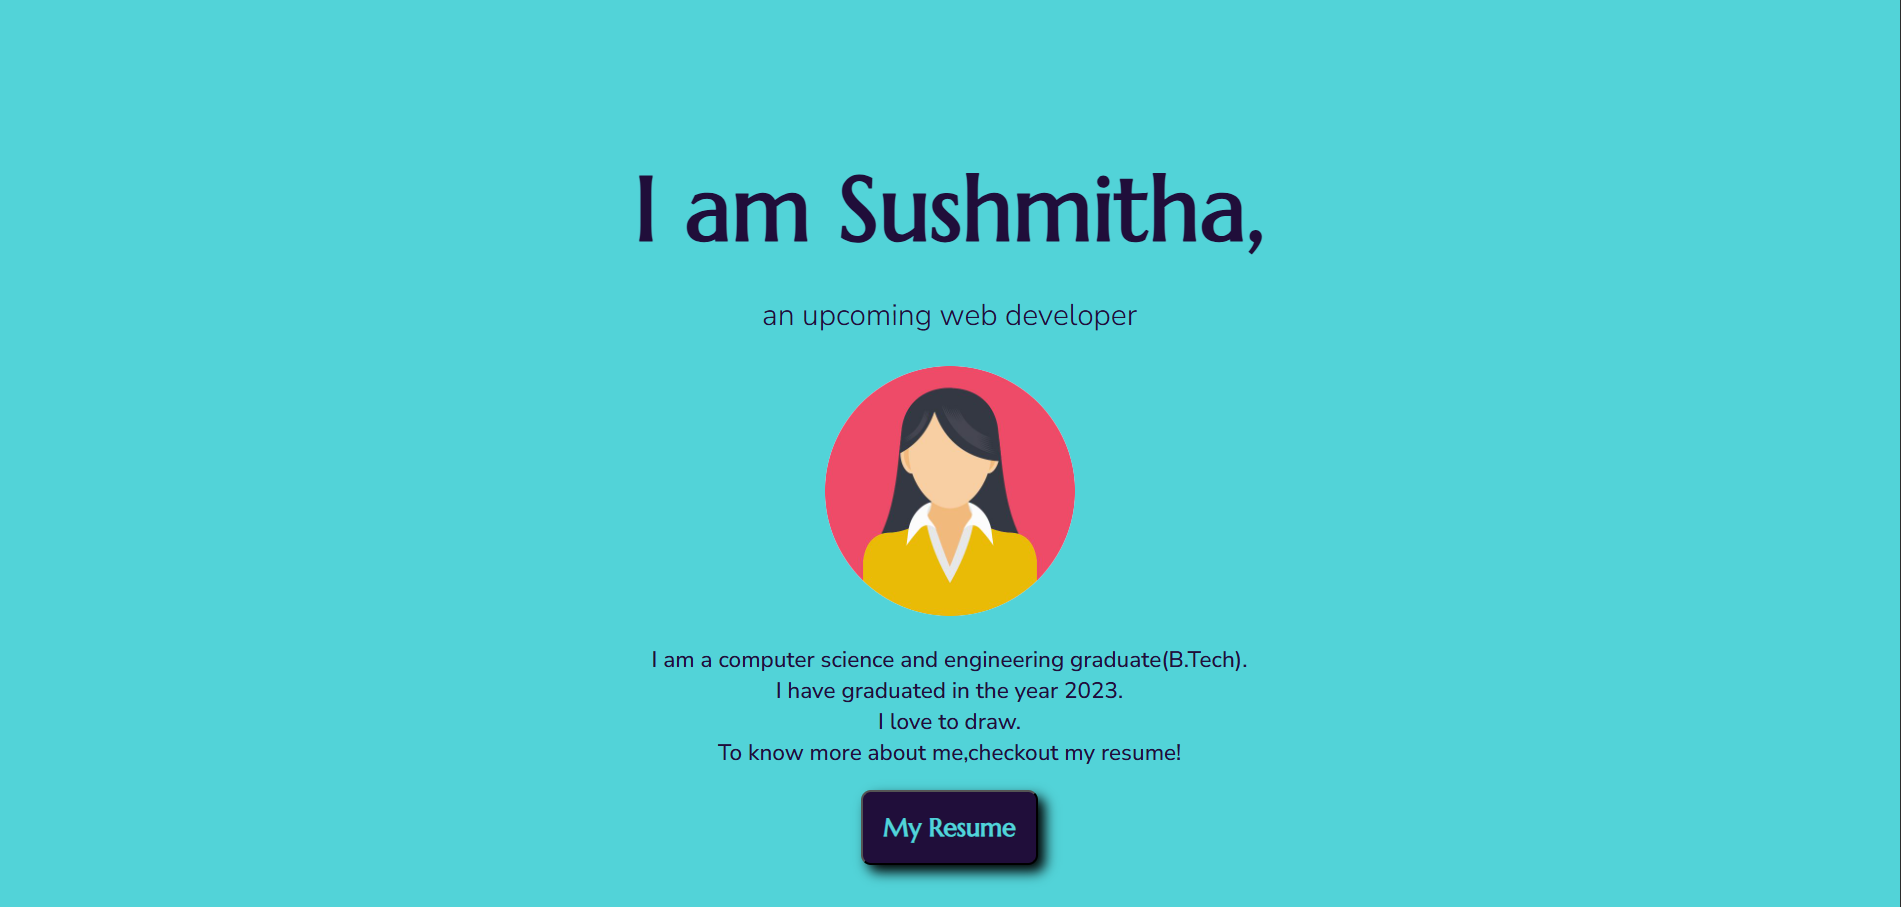 I am Sushmitha,
an upcoming web developer
I am a computer science and engineering graduate(B.Tech).
I have graduated in the year 2023.
I love to draw.
To know more about me,checkout my resume!
My Resume